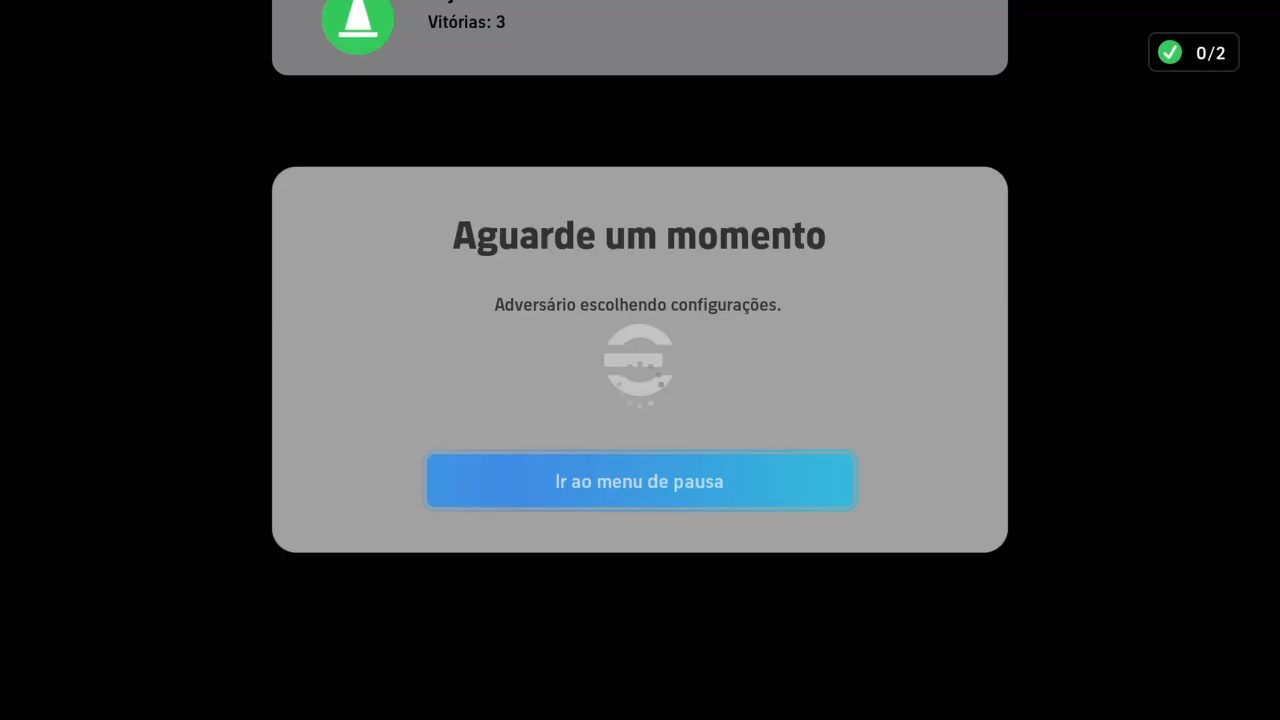 Vitórias: 3
0/2
Aguarde um momento
Adversário escolhendo configurações.
Ir ao menu de pausa